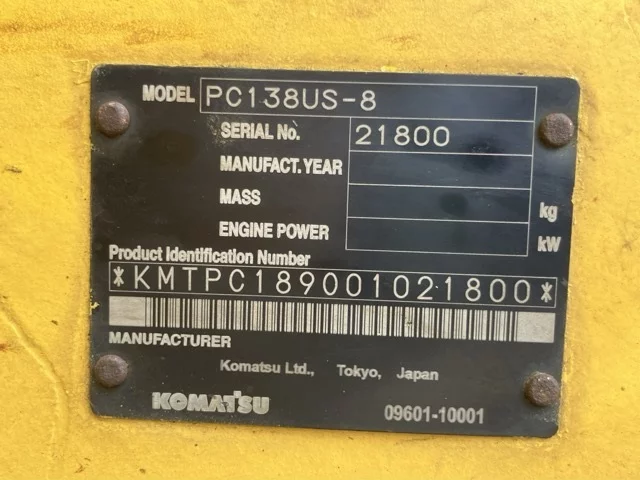 MODEL PC138US-8
SERIAL No. 21800
MANUFACT. YEAR
MASS kg
ENGINE POWER kW
Product Identification Number
*KMTPC189001021800*
MANUFACTURER
Komatsu Ltd., Tokyo, Japan
KOMATSU 09601-10001